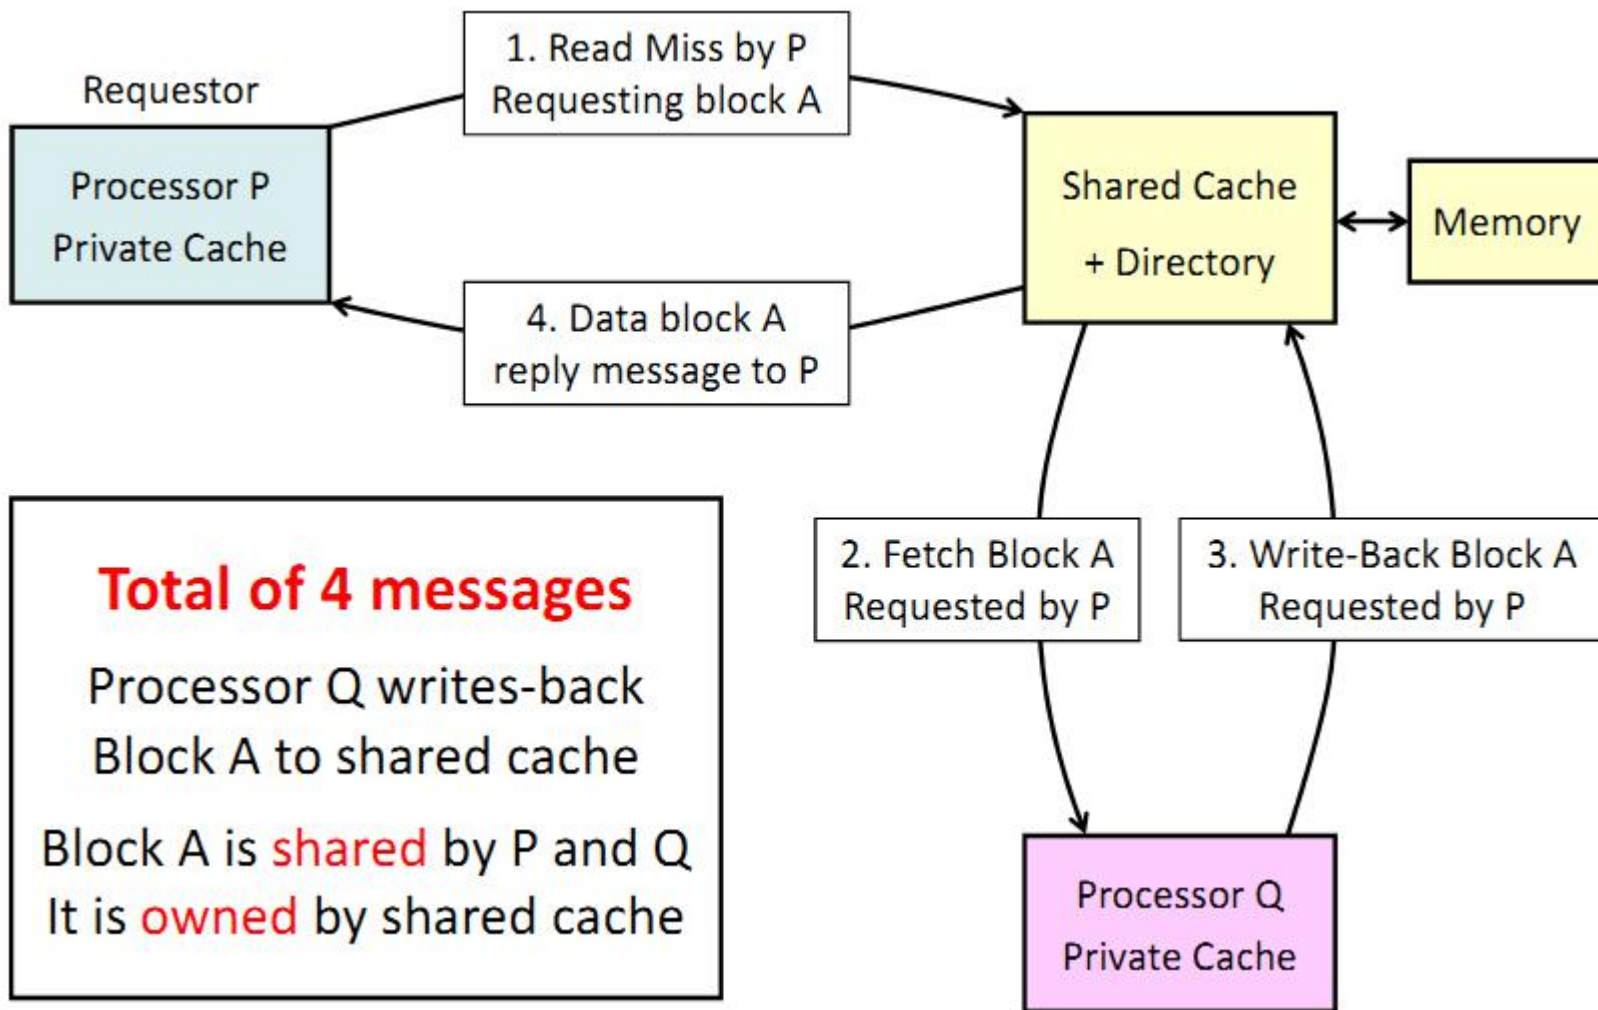 1. Read Miss by P
Requesting block A
Requestor
Processor P
Private Cache
Shared Cache
+ Directory
Memory
4. Data block A
reply message to P
2. Fetch Block A
Requested by P
3. Write-Back Block A
Requested by P
Total of 4 messages
Processor Q writes-back
Block A to shared cache
Block A is shared by P and Q
It is owned by shared cache
Processor Q
Private Cache